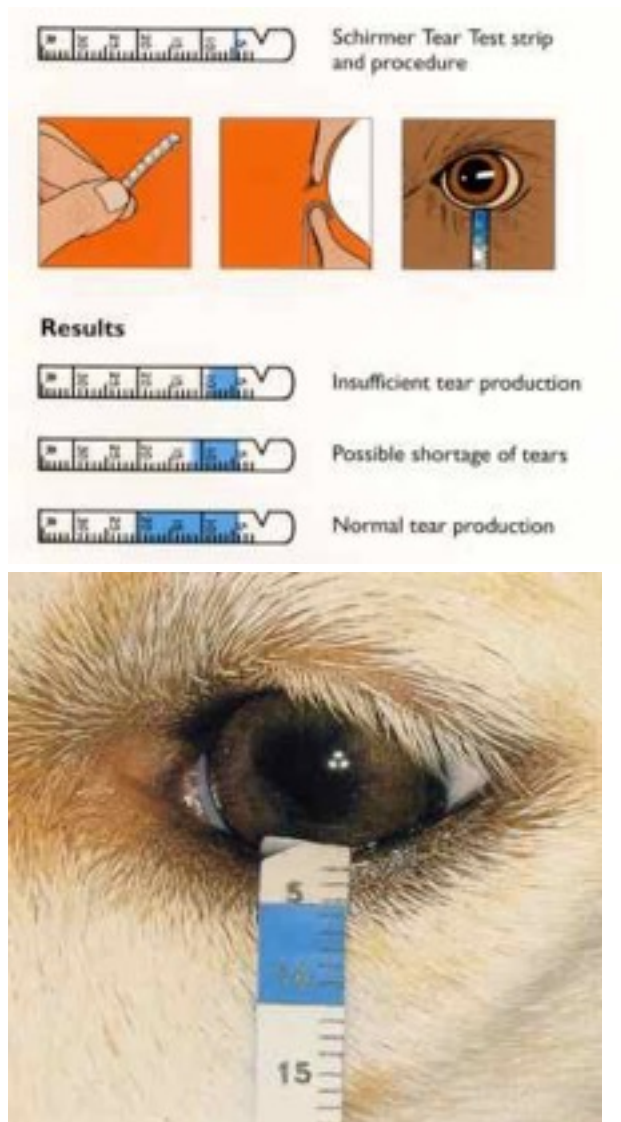 Schirmer Tear Test strip
and procedure
Results
Insufficient tear production
Possible shortage of tears
Normal tear production
5
10
15